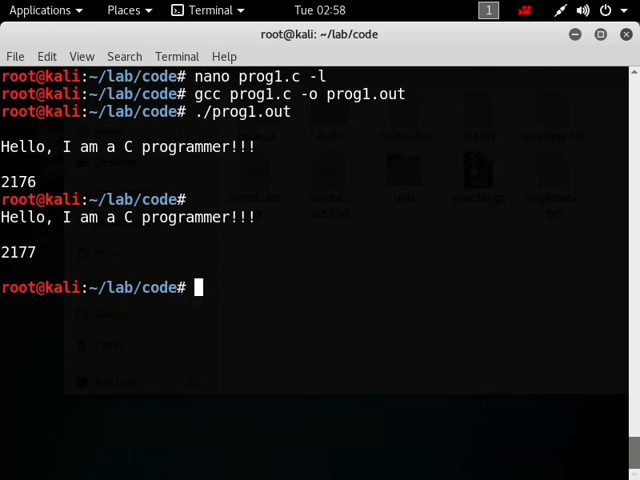 Applications Places Terminal Tue 02:58 1
root@kali: ~/lab/code
File Edit View Search Terminal Help
root@kali:~/lab/code# nano prog1.c -l
root@kali:~/lab/code# gcc prog1.c -o prog1.out
root@kali:~/lab/code# ./prog1.out
Hello, I am a C programmer!!!
2176
root@kali:~/lab/code#
Hello, I am a C programmer!!!
2177
root@kali:~/lab/code#